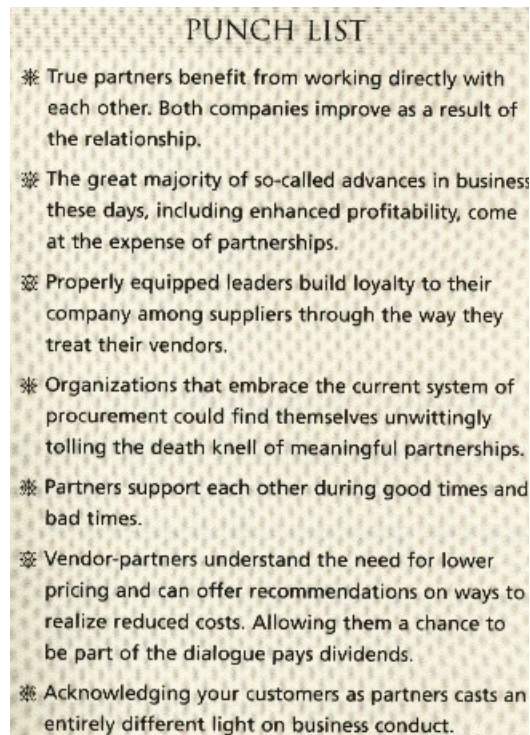 PUNCH LIST
True partners benefit from working directly with
each other. Both companies improve as a result of
the relationship.
The great majority of so-called advances in business
these days, including enhanced profitability, come
at the expense of partnerships.
Properly equipped leaders build loyalty to their
company among suppliers through the way they
treat their vendors.
Organizations that embrace the current system of
procurement could find themselves unwittingly
tolling the death knell of meaningful partnerships.
Partners support each other during good times and
bad times.
Vendor-partners understand the need for lower
pricing and can offer recommendations on ways to
realize reduced costs. Allowing them a chance to
be part of the dialogue pays dividends.
Acknowledging your customers as partners casts an
entirely different light on business conduct.